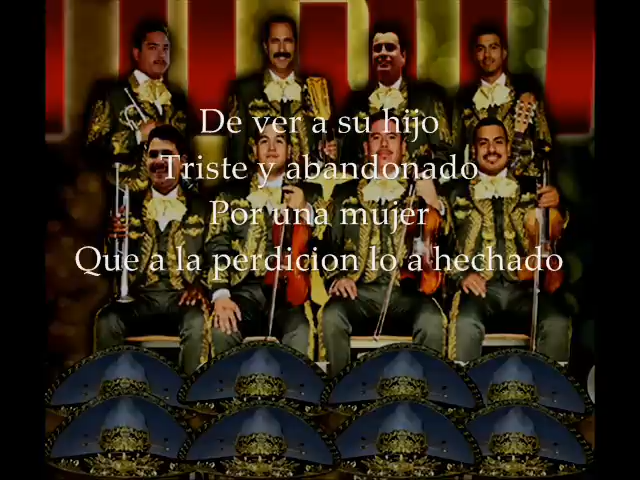 De ver a su hijo
Triste y abandonado
Por una mujer
Que a la perdicion lo a hechado